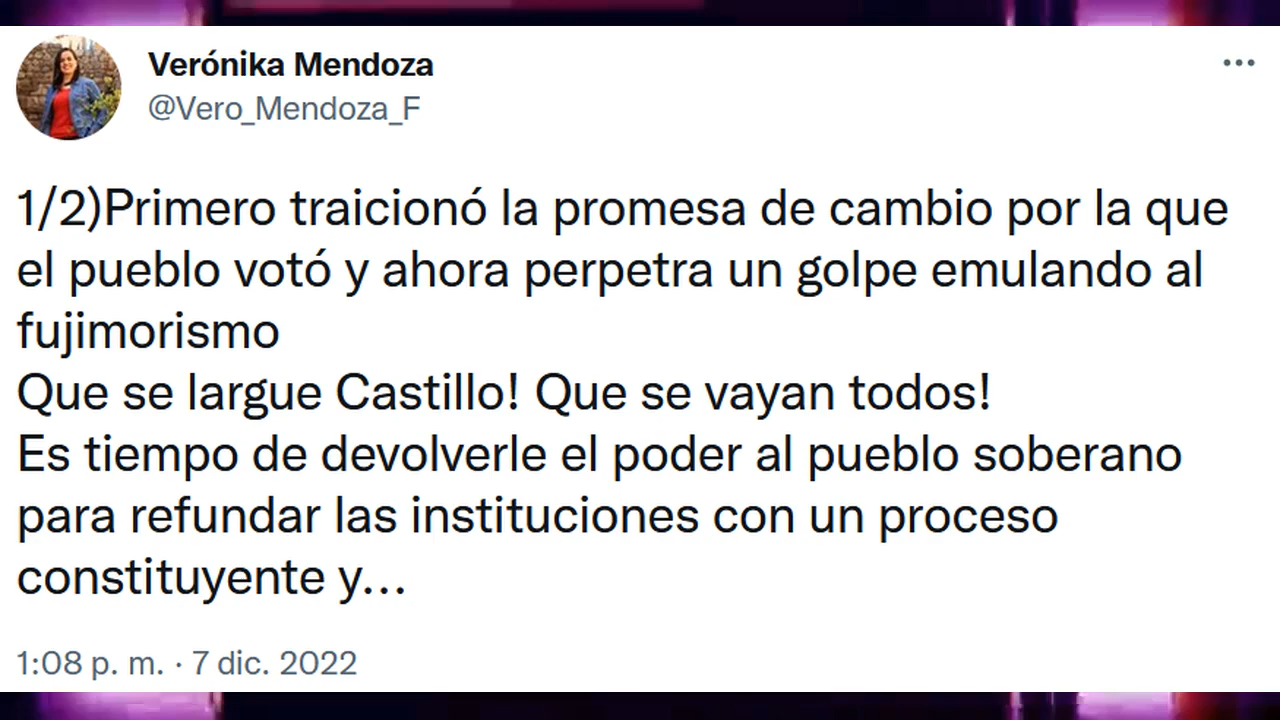 Verónika Mendoza
@Vero_Mendoza_F
1/2)Primero traicionó la promesa de cambio por la que
el pueblo votó y ahora perpetra un golpe emulando al
fujimorismo
Que se largue Castillo! Que se vayan todos!
Es tiempo de devolverle el poder al pueblo soberano
para refundar las instituciones con un proceso
constituyente y...
1:08 p. m. · 7 dic. 2022